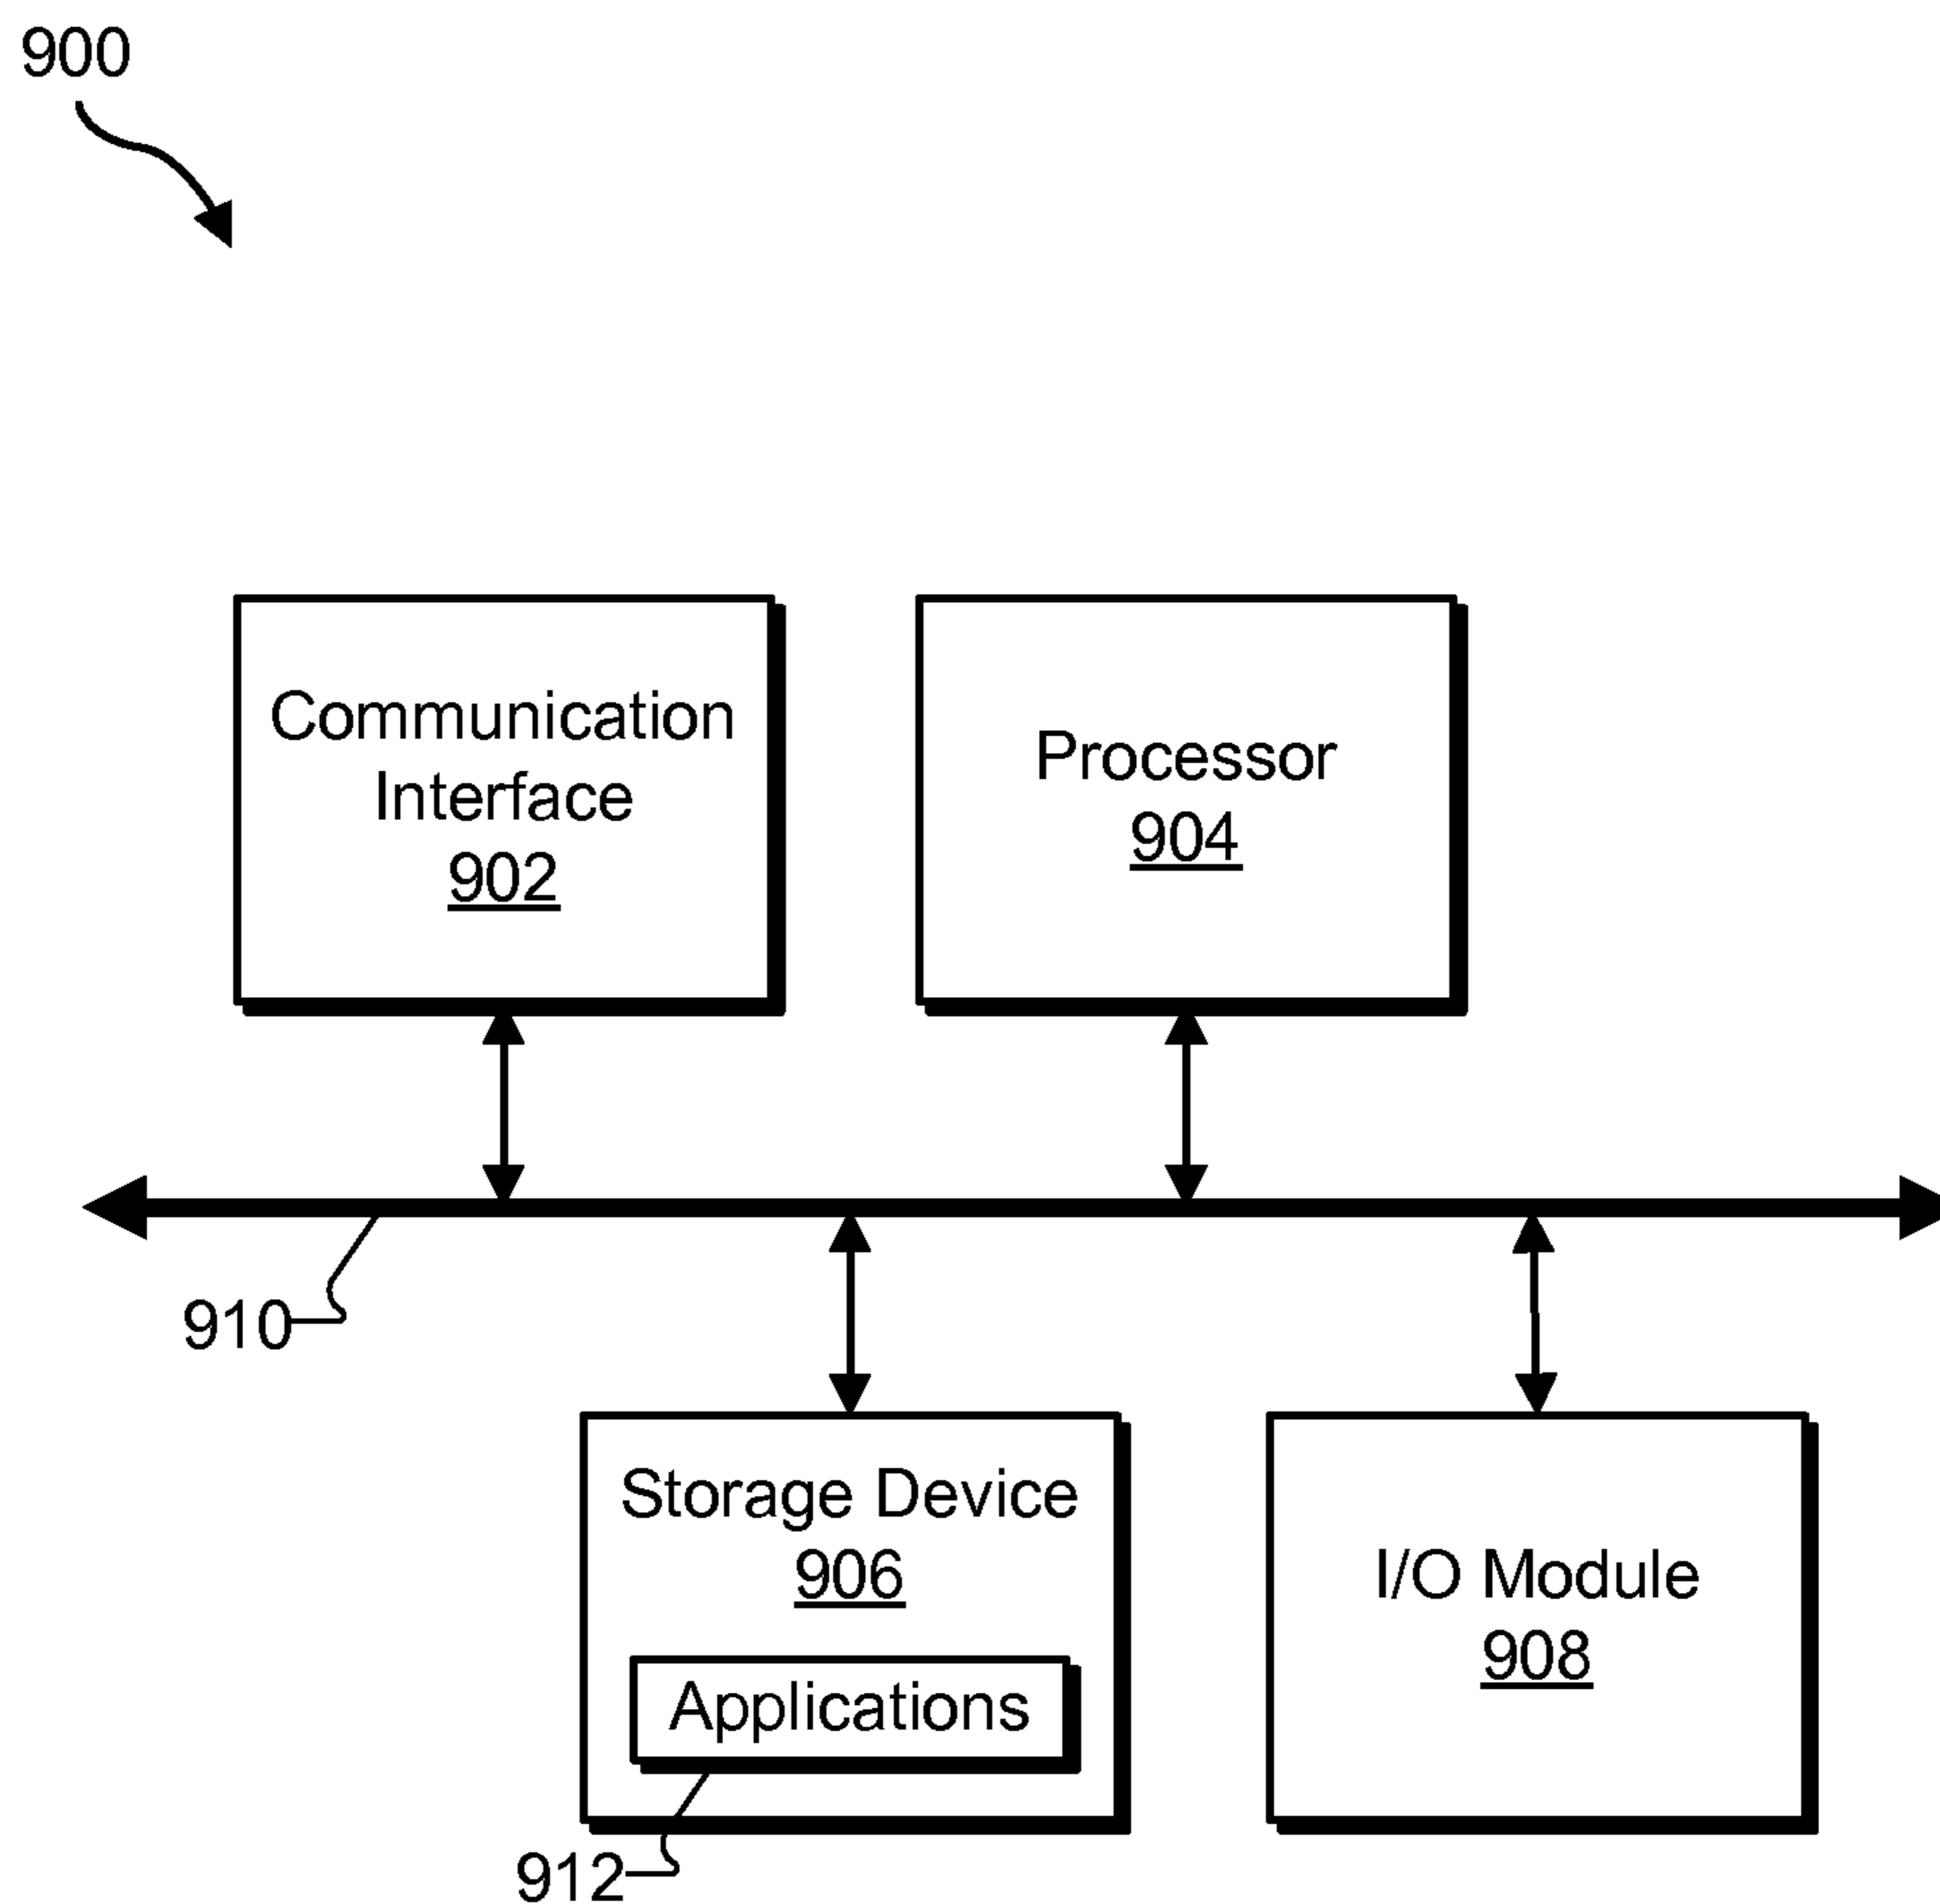 900
Communication
Interface
902
Processor
904
910
Storage Device
906
Applications
912
I/O Module
908